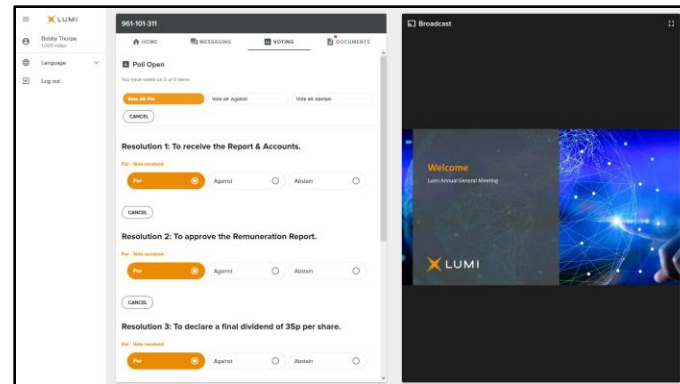 LUMI
Bobby Thorpe
1,000 votes
Language
Log out
961-101-311
HOME
MESSAGING
VOTING
DOCUMENTS
Poll Open
You have voted on 5 of 5 items
Vote all For
Vote all Against
Vote all Abstain
CANCEL
Resolution 1: To receive the Report & Accounts.
For - Vote received
For
Against
Abstain
CANCEL
Resolution 2: To approve the Remuneration Report.
For - Vote received
For
Against
Abstain
CANCEL
Resolution 3: To declare a final dividend of 35p per share.
For - Vote received
For
Against
Abstain
Broadcast
Welcome
Lumi Annual General Meeting
LUMI